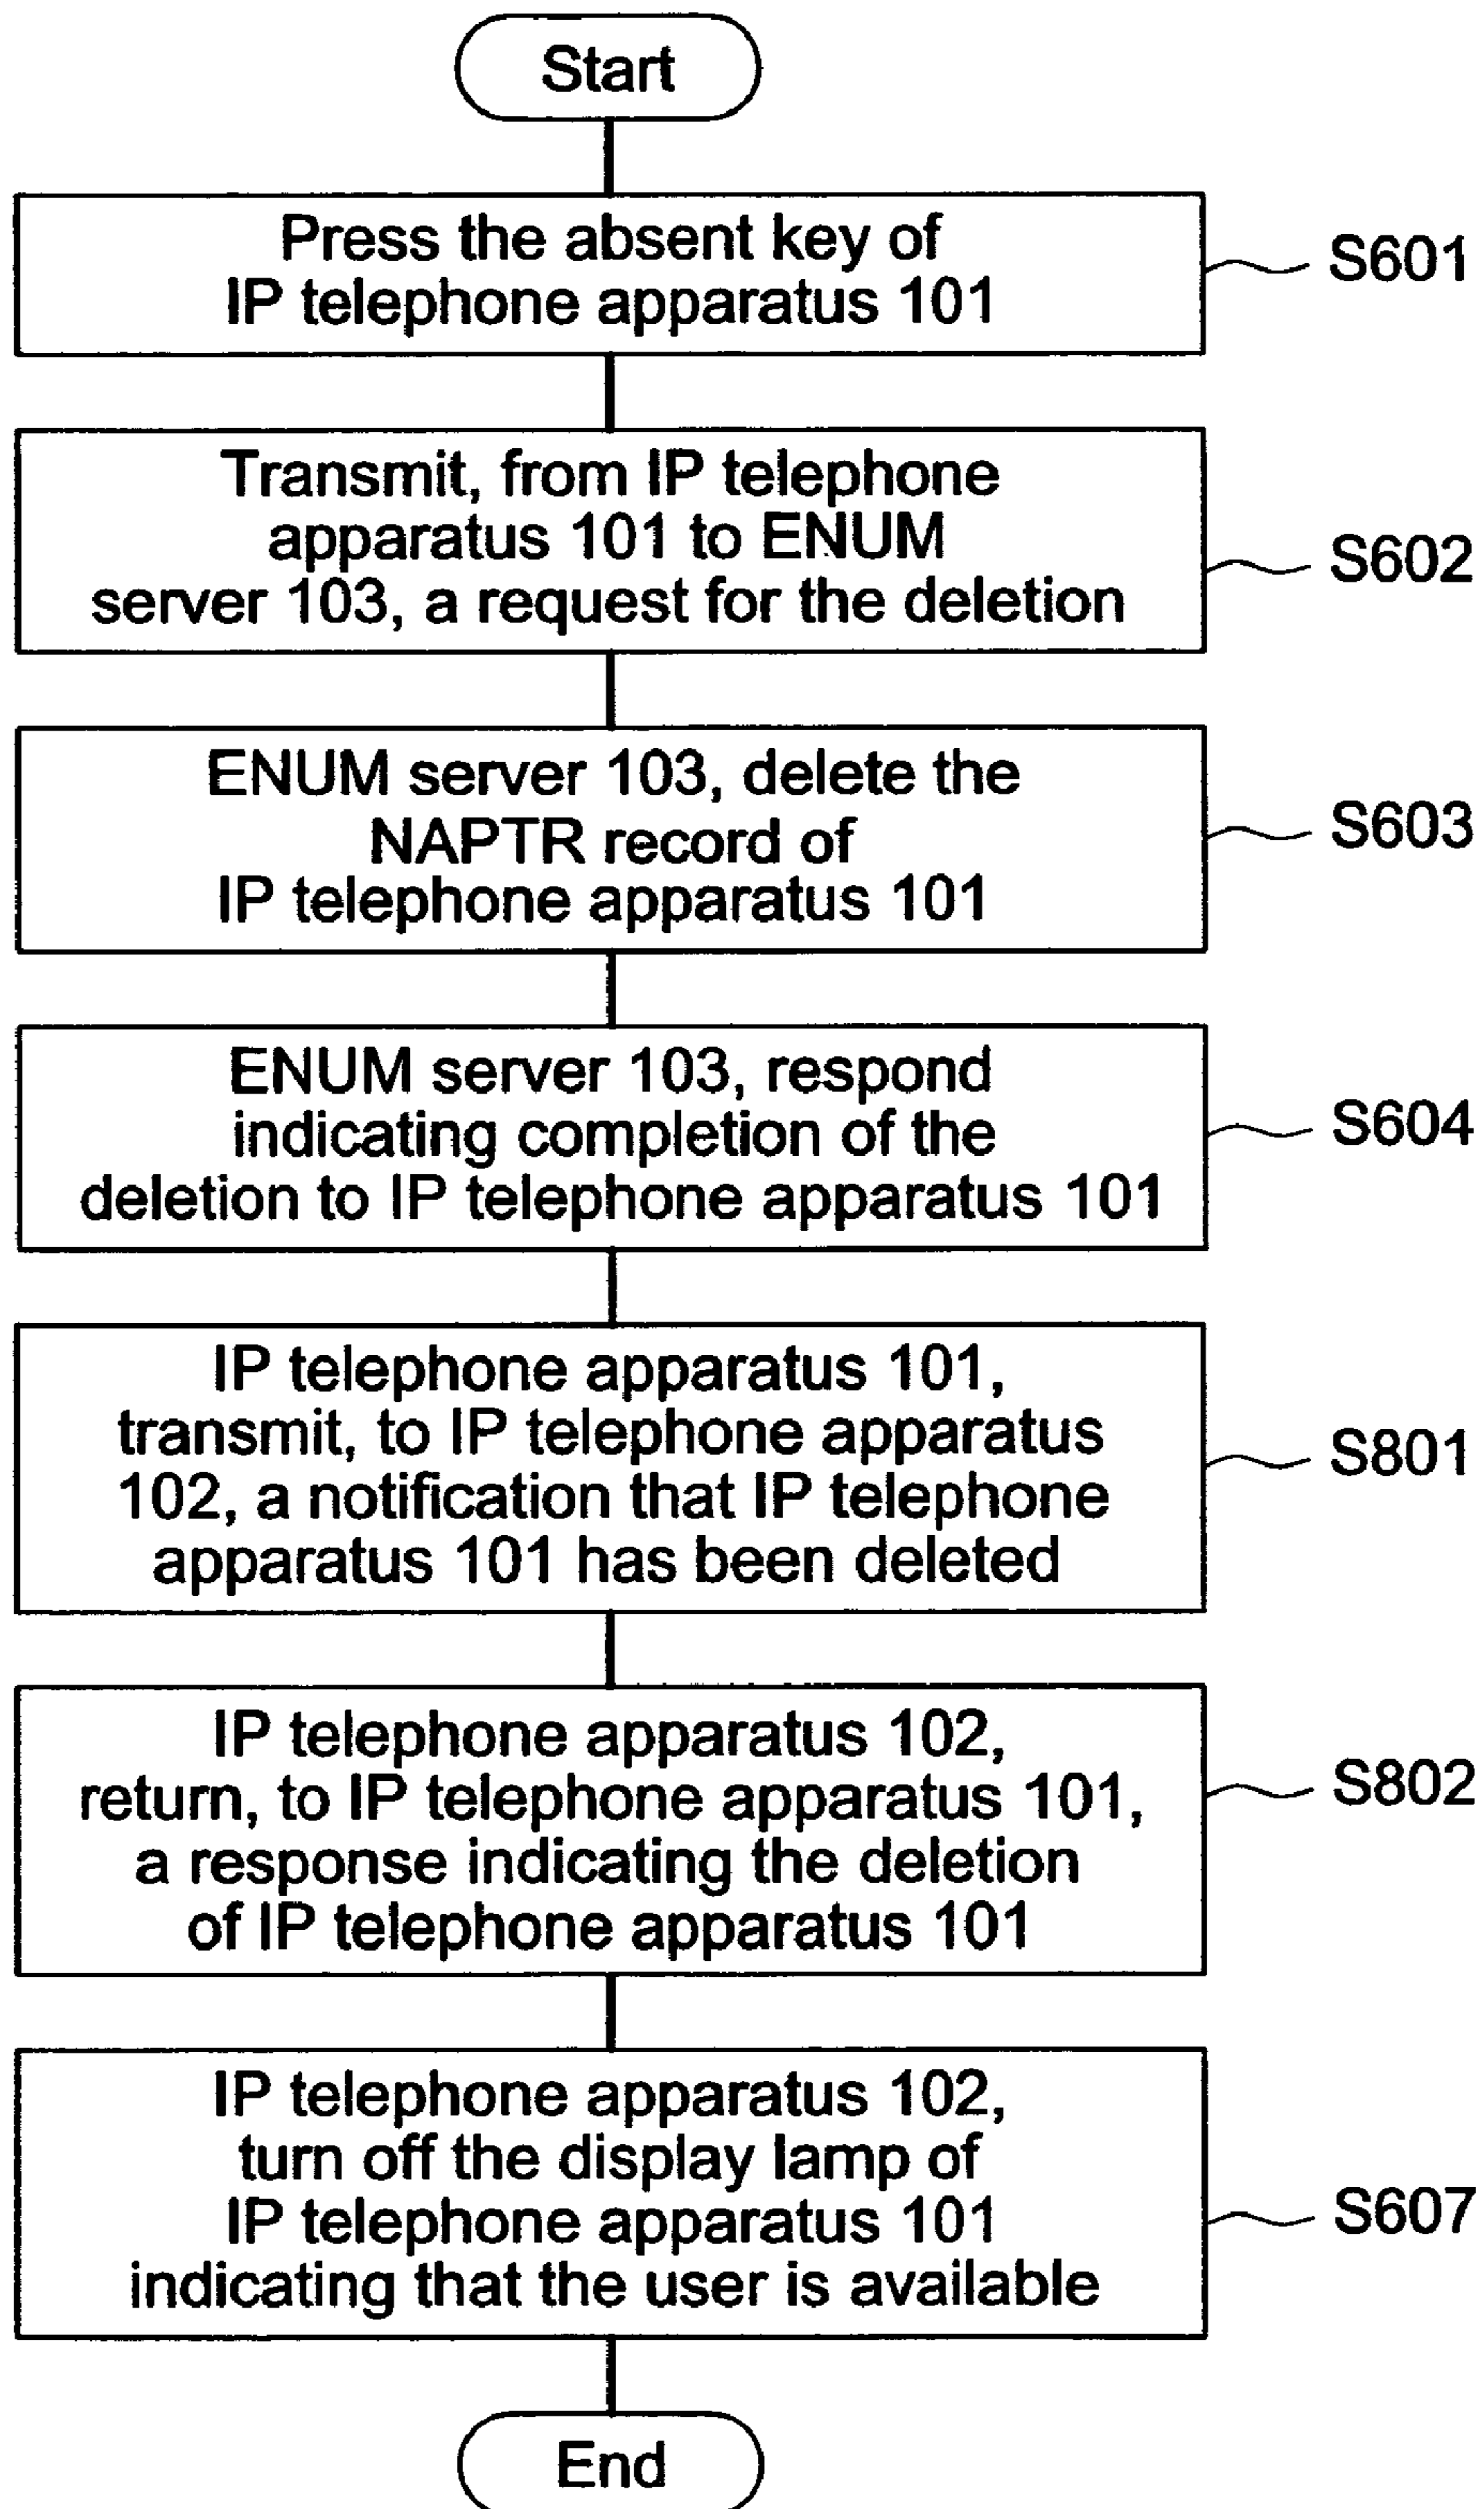 Start
Press the absent key of
IP telephone apparatus 101
S601
Transmit, from IP telephone
apparatus 101 to ENUM
server 103, a request for the deletion
S602
ENUM server 103, delete the
NAPTR record of
IP telephone apparatus 101
S603
ENUM server 103, respond
indicating completion of the
deletion to IP telephone apparatus 101
S604
IP telephone apparatus 101,
transmit, to IP telephone apparatus
102, a notification that IP telephone
apparatus 101 has been deleted
S801
IP telephone apparatus 102,
return, to IP telephone apparatus 101,
a response indicating the deletion
of IP telephone apparatus 101
S802
IP telephone apparatus 102,
turn off the display lamp of
IP telephone apparatus 101
indicating that the user is available
S607
End